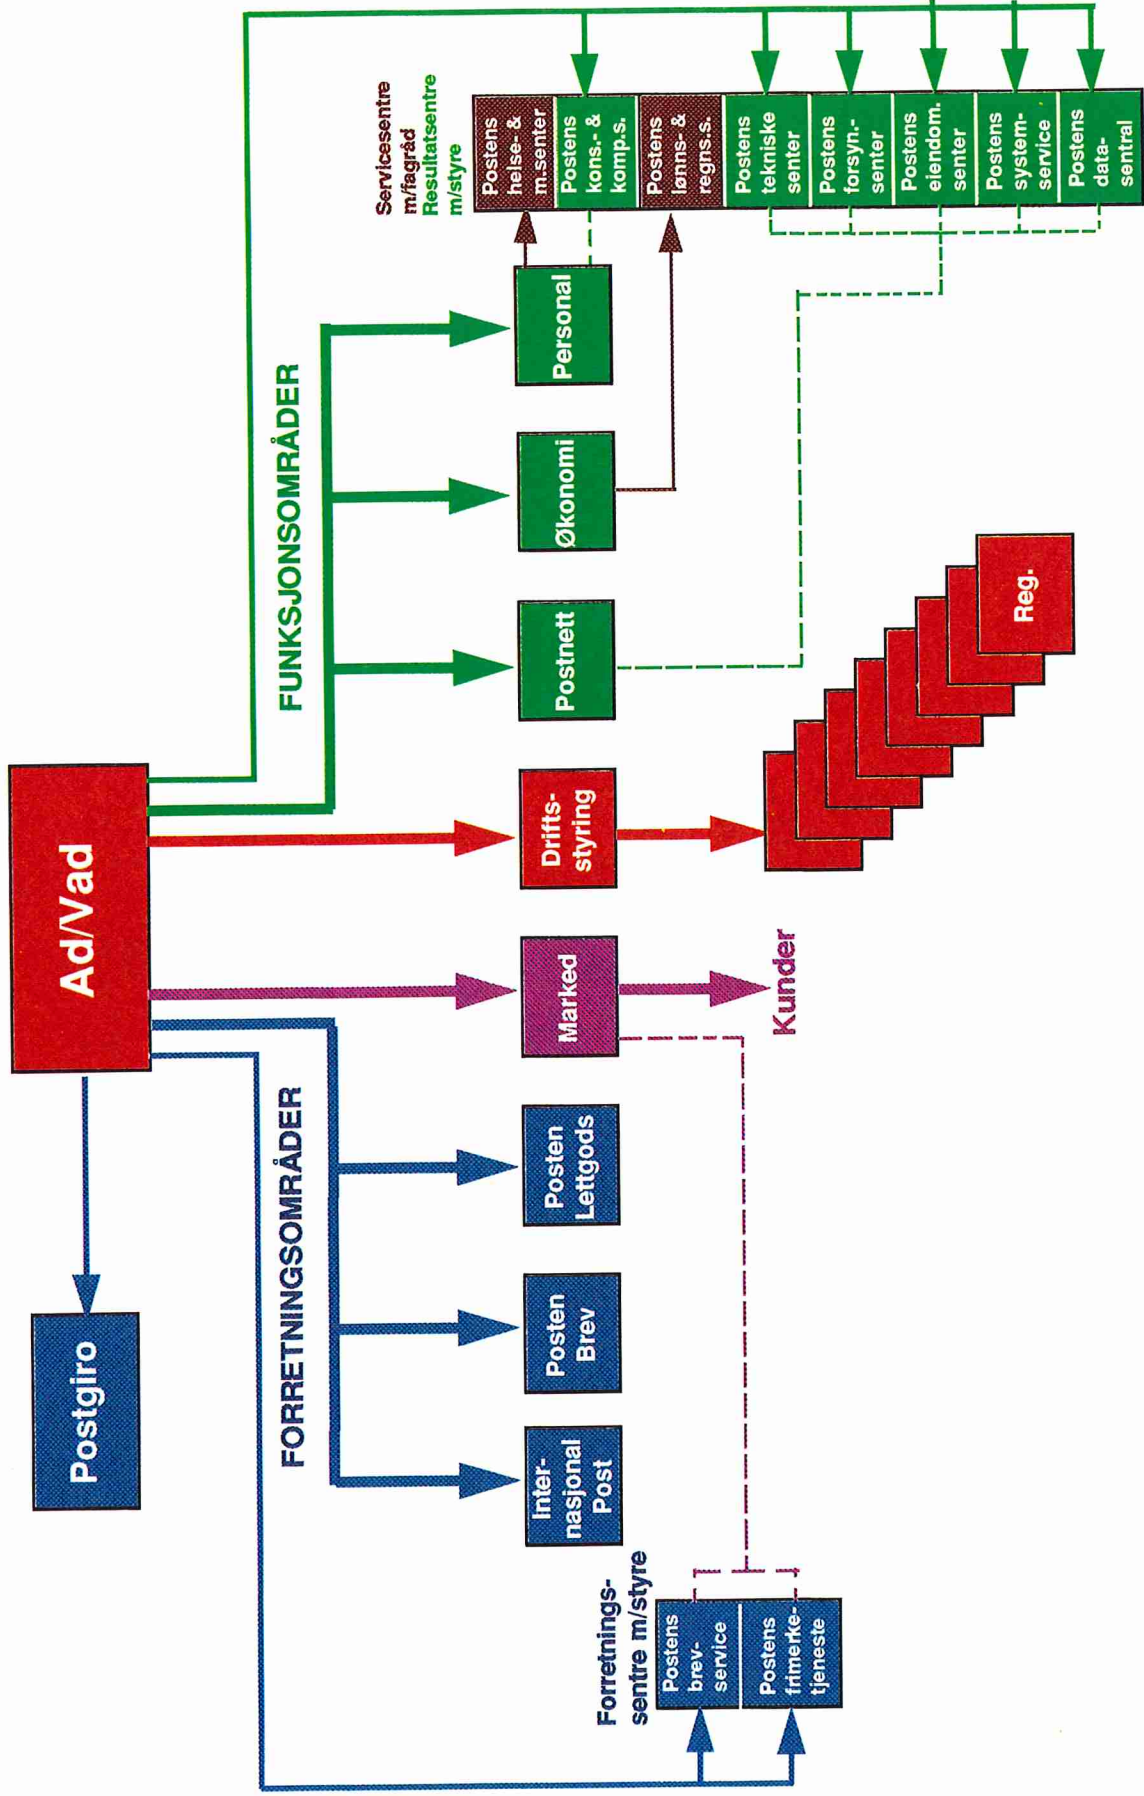 Ad/Vad
Postgiro
FORRETNINGSOMRÅDER
FUNKSJONSOMRÅDER
Inter-
nasjonal
Post
Posten
Brev
Posten
Lettgods
Marked
Drifts-
styring
Postnett
Økonomi
Personal
Kunder
Reg.
Forretnings-
sentre m/styre
Postens
brev-
service
Postens
frimerke-
tjeneste
Servicesentre
m/fagråd
Resultatsentre
m/styre
Postens
helse- &
m.senter
Postens
kons.- &
komp.s.
Postens
lønns- &
regns.s.
Postens
tekniske
senter
Postens
forsyn.-
senter
Postens
eiendom.
senter
Postens
system-
service
Postens
data-
sentral